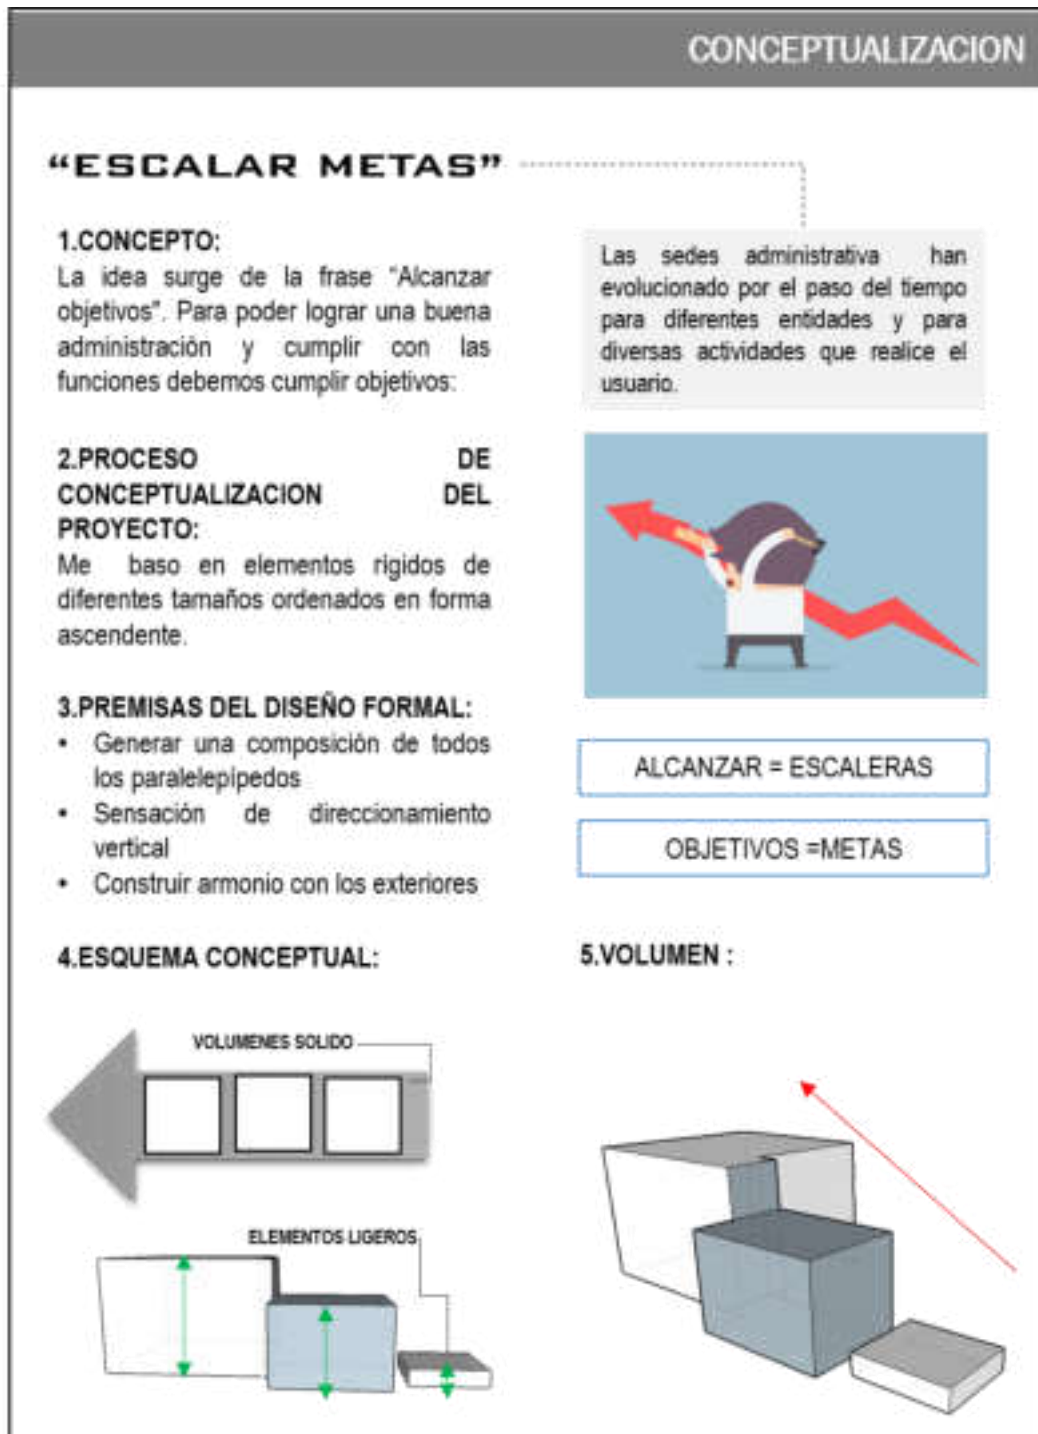 CONCEPTUALIZACION
“ESCALAR METAS”
1.CONCEPTO:
La idea surge de la frase “Alcanzar
objetivos”. Para poder lograr una buena
administración y cumplir con las
funciones debemos cumplir objetivos:
Las sedes administrativa han
evolucionado por el paso del tiempo
para diferentes entidades y para
diversas actividades que realice el
usuario.
2.PROCESO DE
CONCEPTUALIZACION DEL
PROYECTO:
Me baso en elementos rigidos de
diferentes tamaños ordenados en forma
ascendente.
3.PREMISAS DEL DISEÑO FORMAL:
• Generar una composición de todos
los paralelepípedos
• Sensación de direccionamiento
vertical
• Construir armonio con los exteriores
ALCANZAR = ESCALERAS
OBJETIVOS =METAS
4.ESQUEMA CONCEPTUAL:
VOLUMENES SOLIDO
ELEMENTOS LIGEROS
5.VOLUMEN :